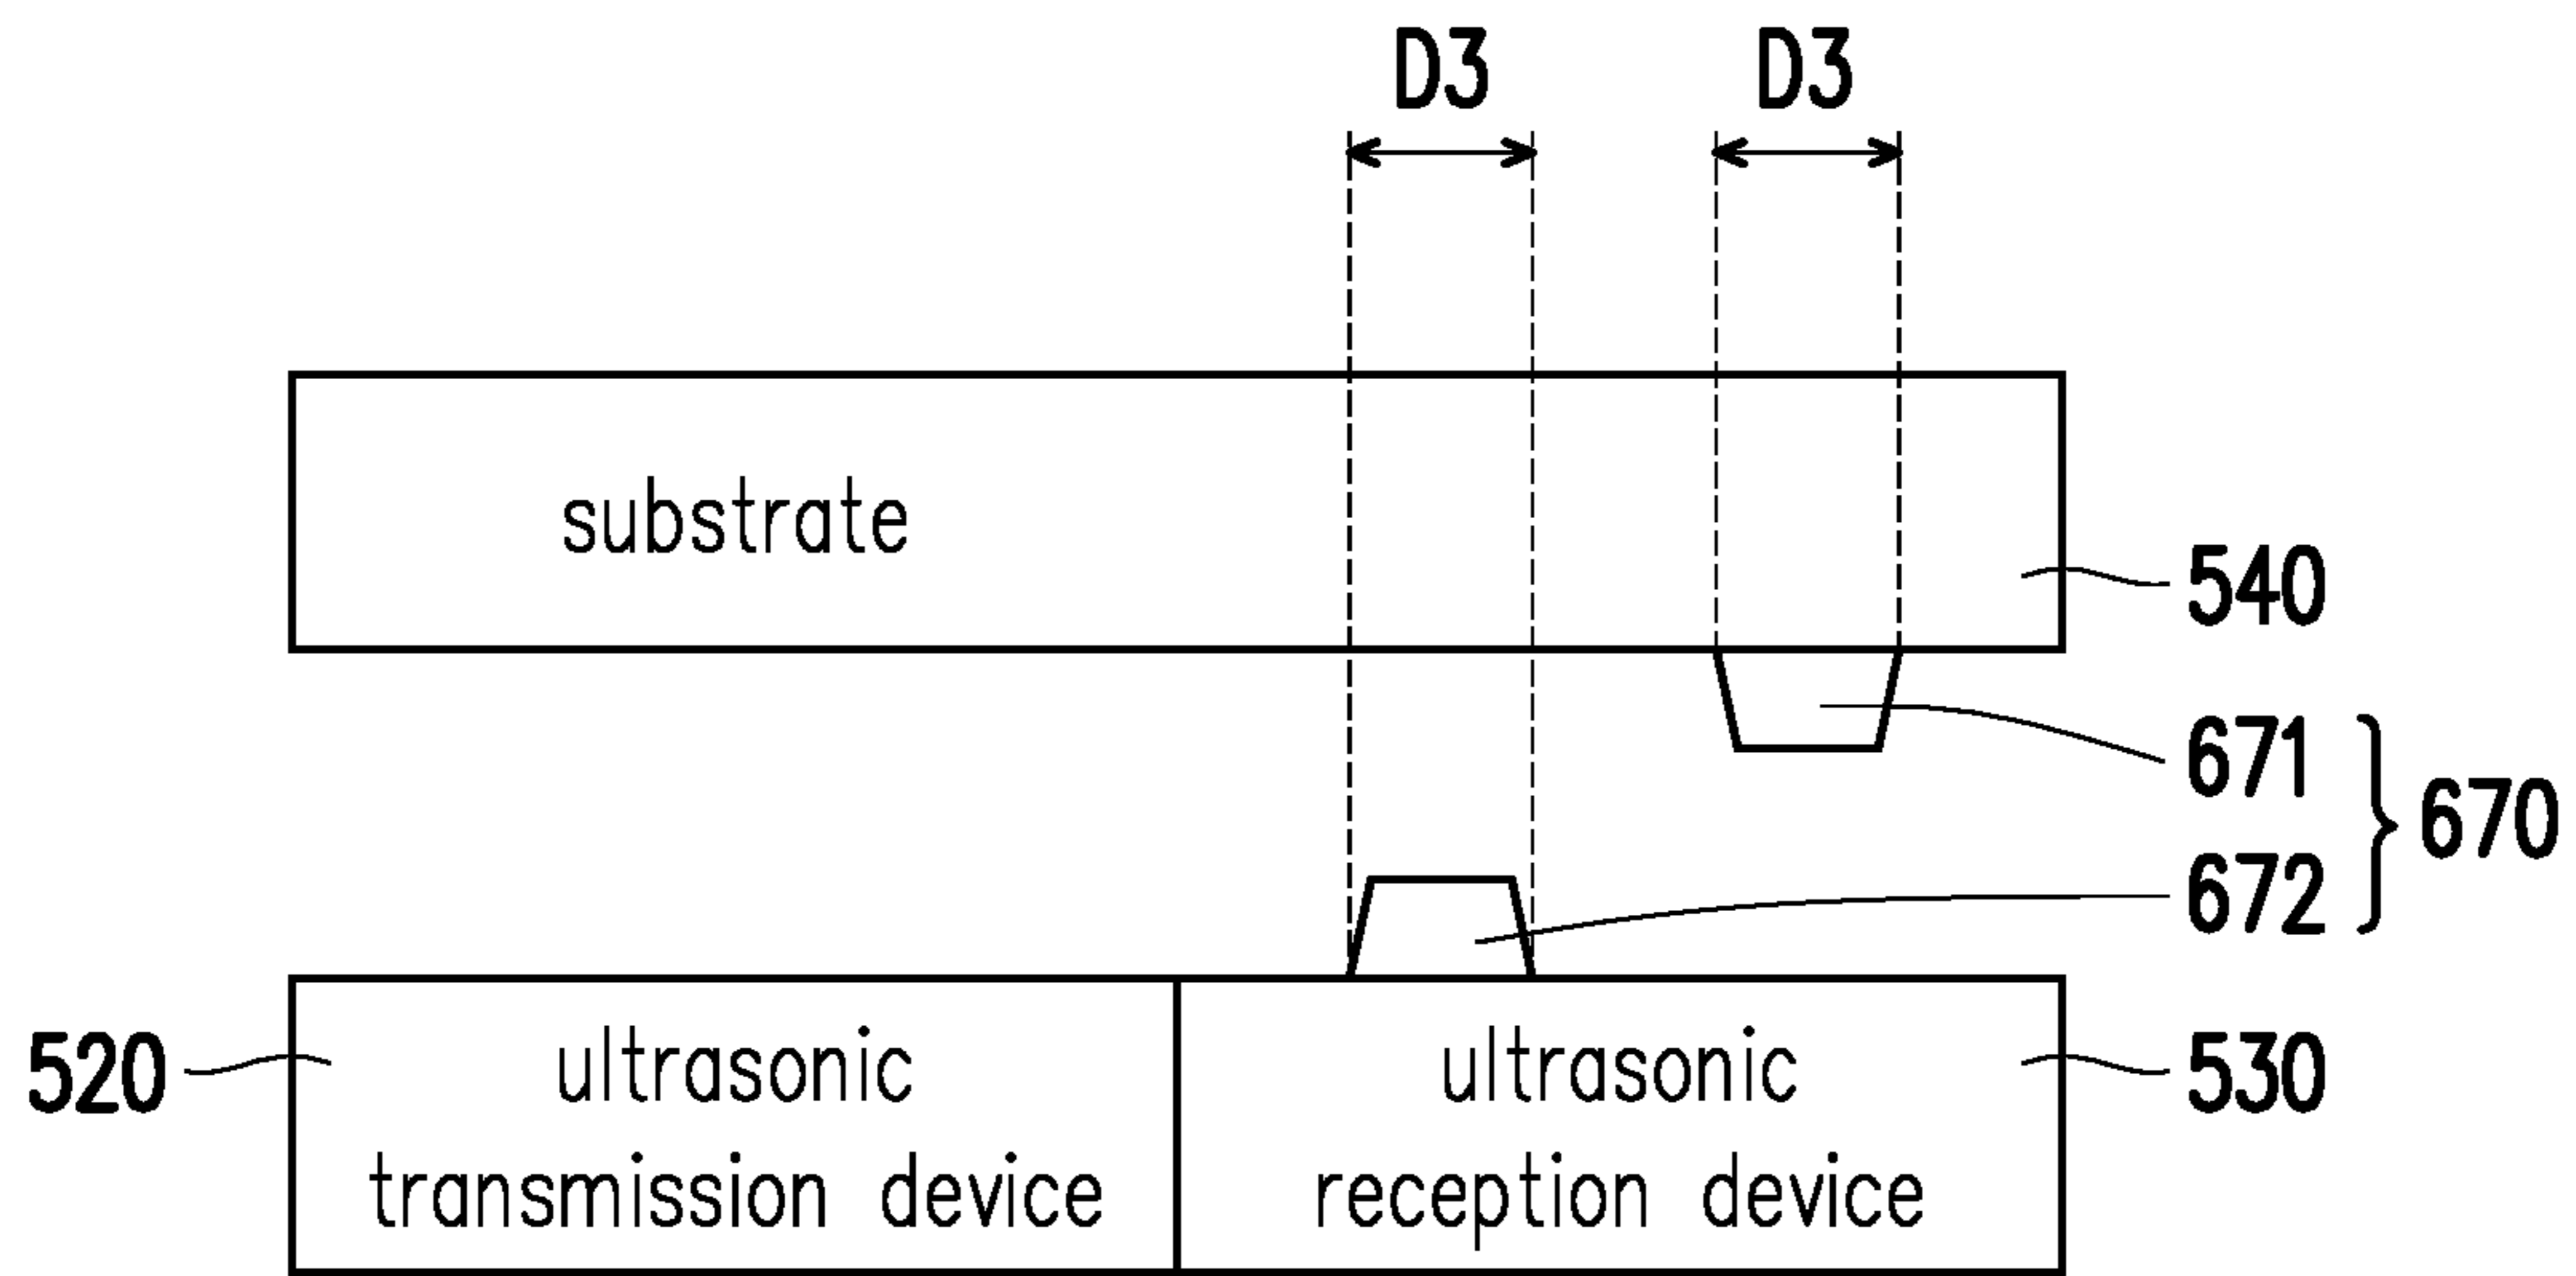 D3 D3
substrate
540
671
670
672
520
ultrasonic
transmission device
ultrasonic
reception device
530